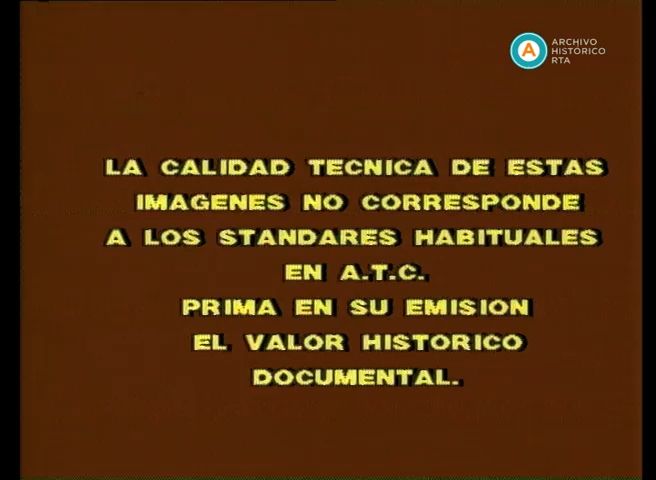 A
ARCHIVO
HISTÓRICO
RTA
LA CALIDAD TECNICA DE ESTAS
IMAGENES NO CORRESPONDE
A LOS STANDARES HABITUALES
EN A.T.C.
PRIMA EN SU EMISION
EL VALOR HISTORICO
DOCUMENTAL.